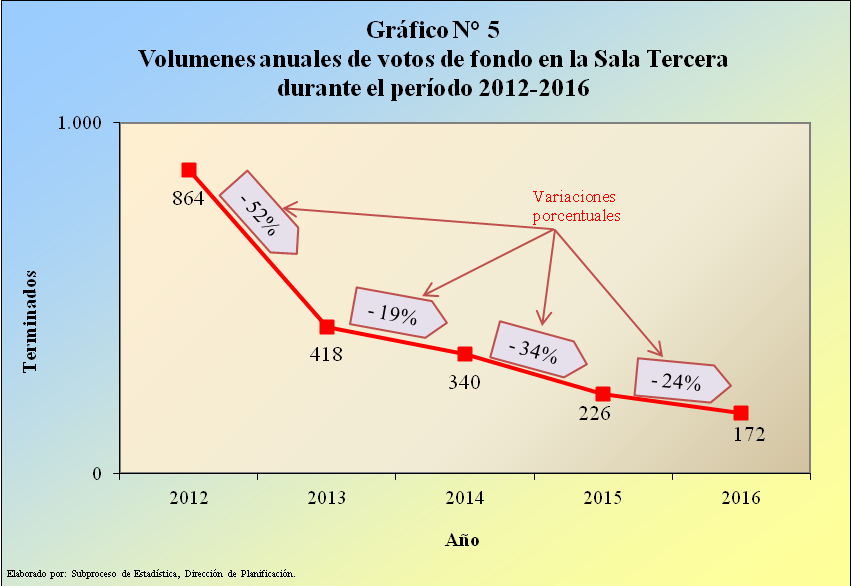 Gráfico N° 5
Volumenes anuales de votos de fondo en la Sala Tercera
durante el período 2012-2016
1.000
Variaciones
porcentuales
864
- 52%
- 19%
418
- 34%
340
- 24%
226
172
Terminados
0
2012 2013 2014 2015 2016
Año
Elaborado por: Subproceso de Estadística, Dirección de Planificación.